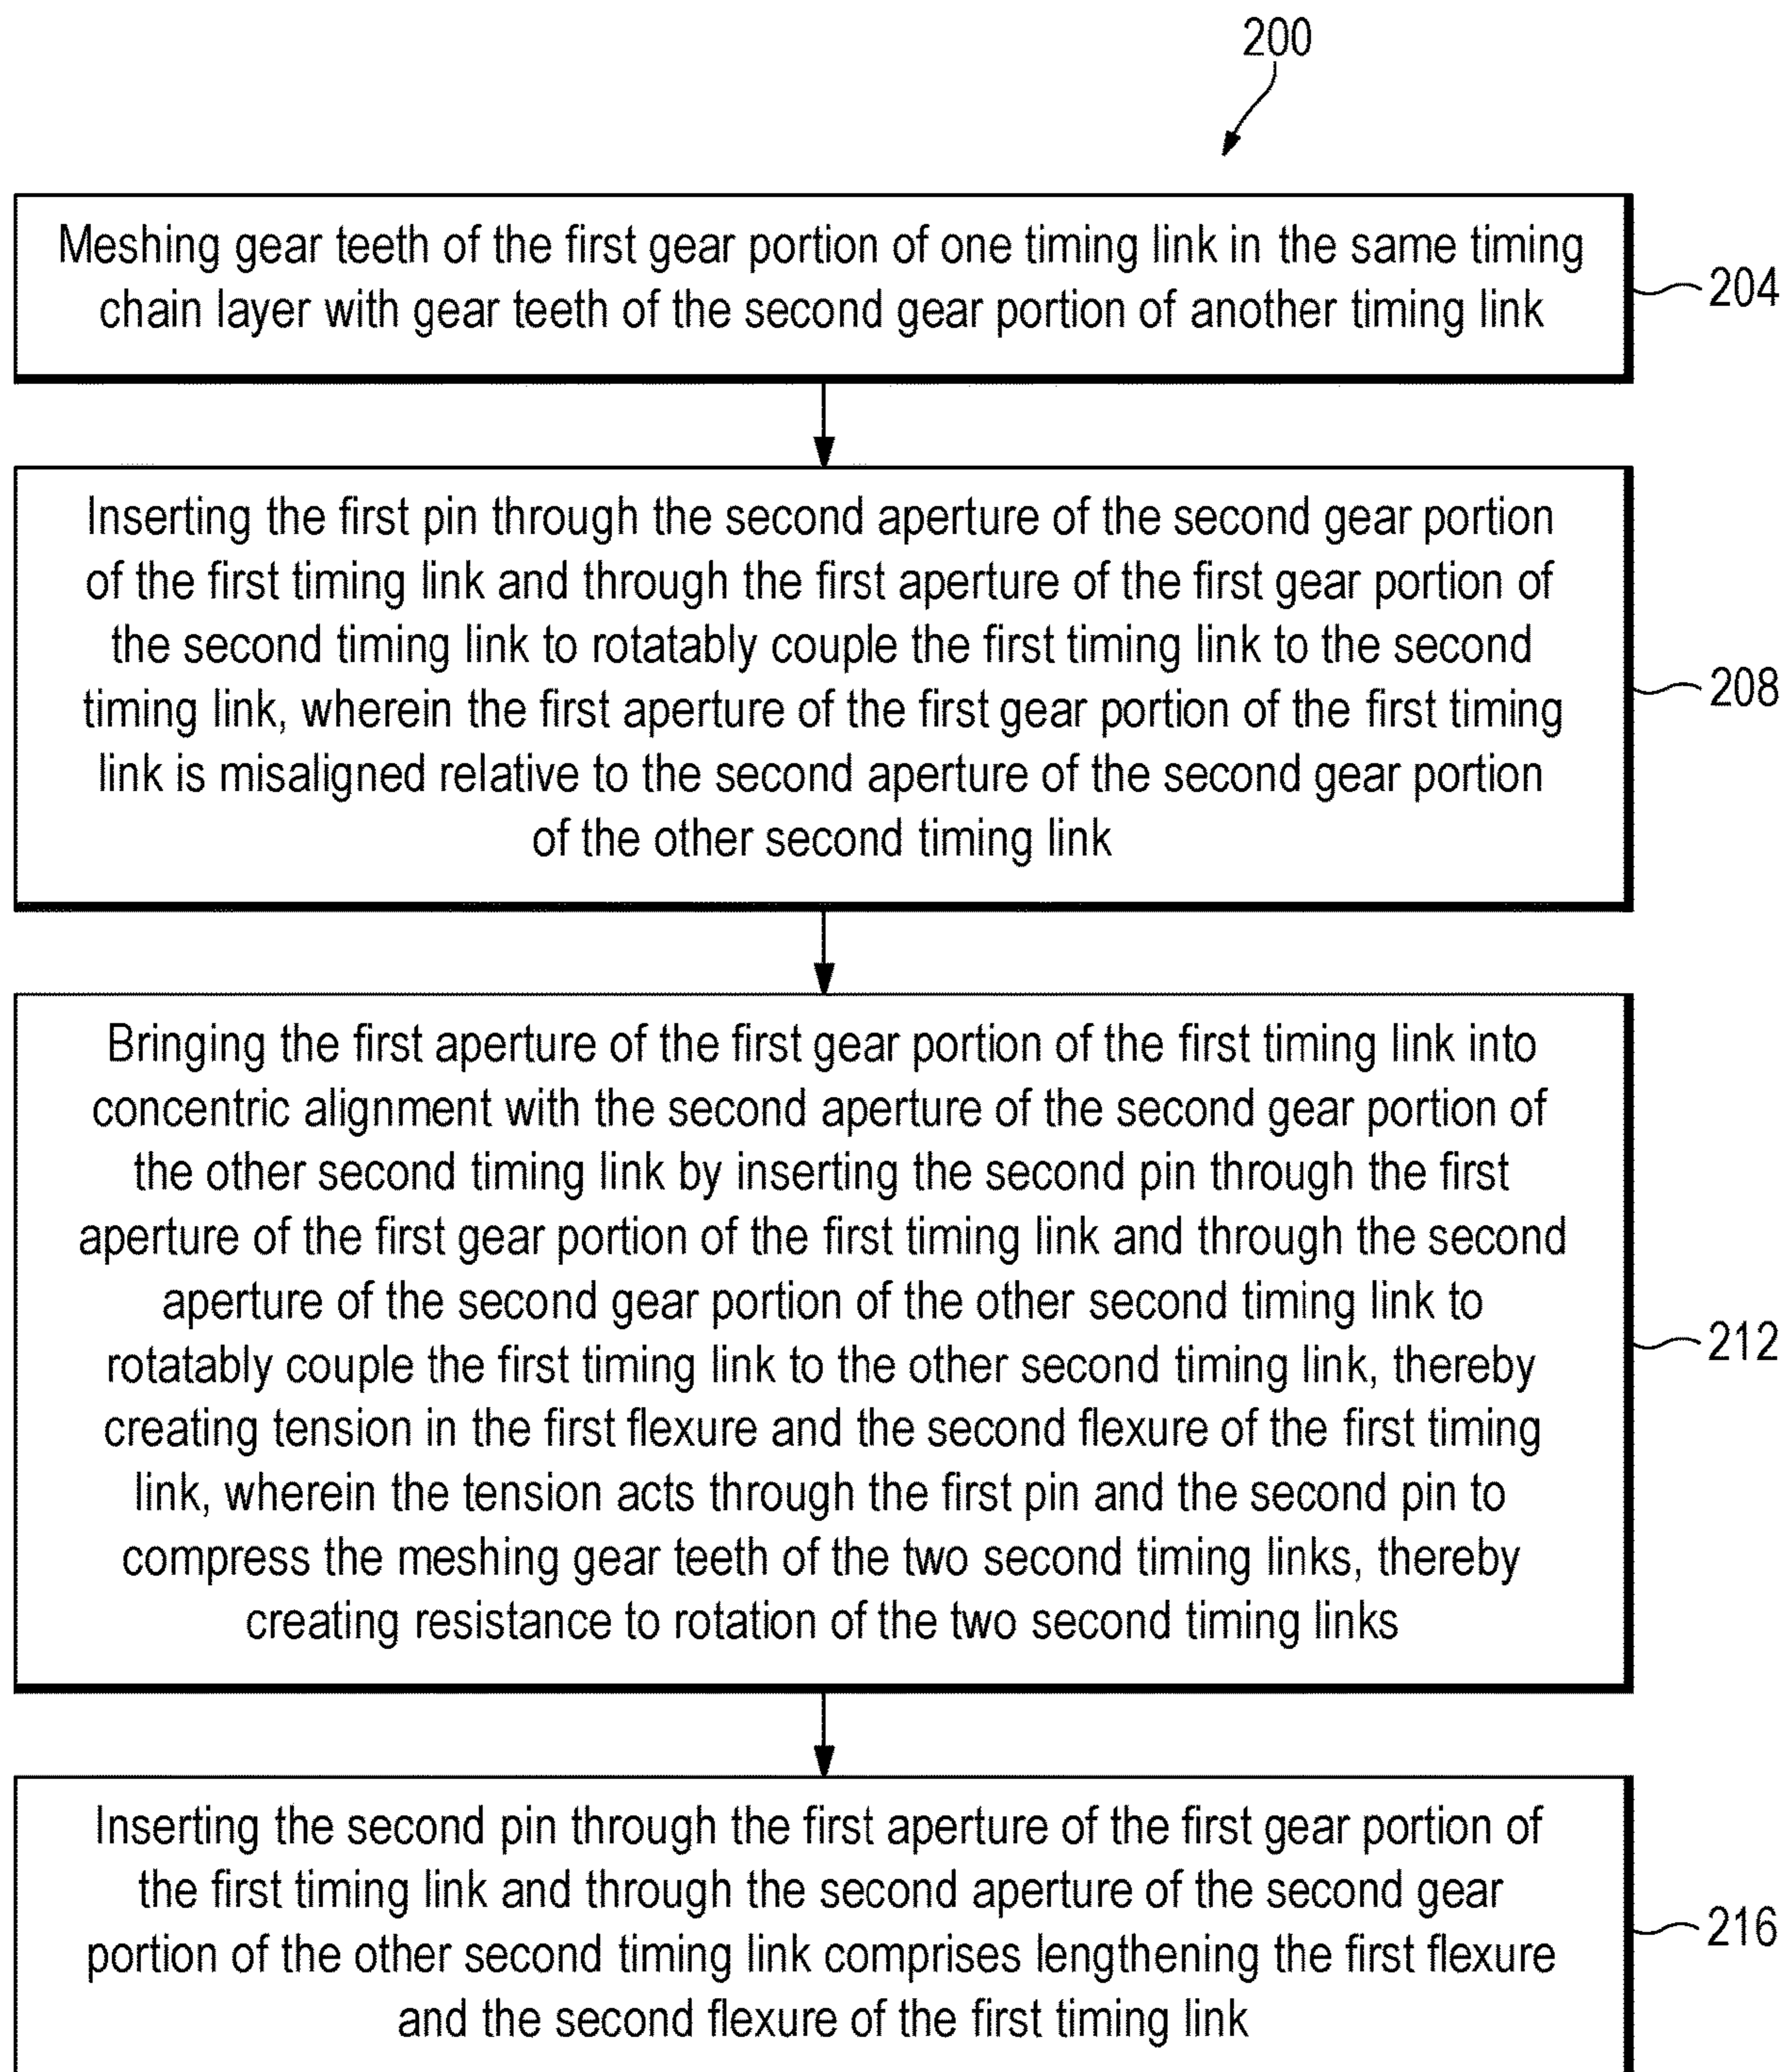 200
Meshing gear teeth of the first gear portion of one timing link in the same timing
chain layer with gear teeth of the second gear portion of another timing link
204
Inserting the first pin through the second aperture of the second gear portion
of the first timing link and through the first aperture of the first gear portion of
the second timing link to rotatably couple the first timing link to the second
timing link, wherein the first aperture of the first gear portion of the first timing
link is misaligned relative to the second aperture of the second gear portion
of the other second timing link
208
Bringing the first aperture of the first gear portion of the first timing link into
concentric alignment with the second aperture of the second gear portion of
the other second timing link by inserting the second pin through the first
aperture of the first gear portion of the first timing link and through the second
aperture of the second gear portion of the other second timing link to
rotatably couple the first timing link to the other second timing link, thereby
creating tension in the first flexure and the second flexure of the first timing
link, wherein the tension acts through the first pin and the second pin to
compress the meshing gear teeth of the two second timing links, thereby
creating resistance to rotation of the two second timing links
212
Inserting the second pin through the first aperture of the first gear portion of
the first timing link and through the second aperture of the second gear
portion of the other second timing link comprises lengthening the first flexure
and the second flexure of the first timing link
216